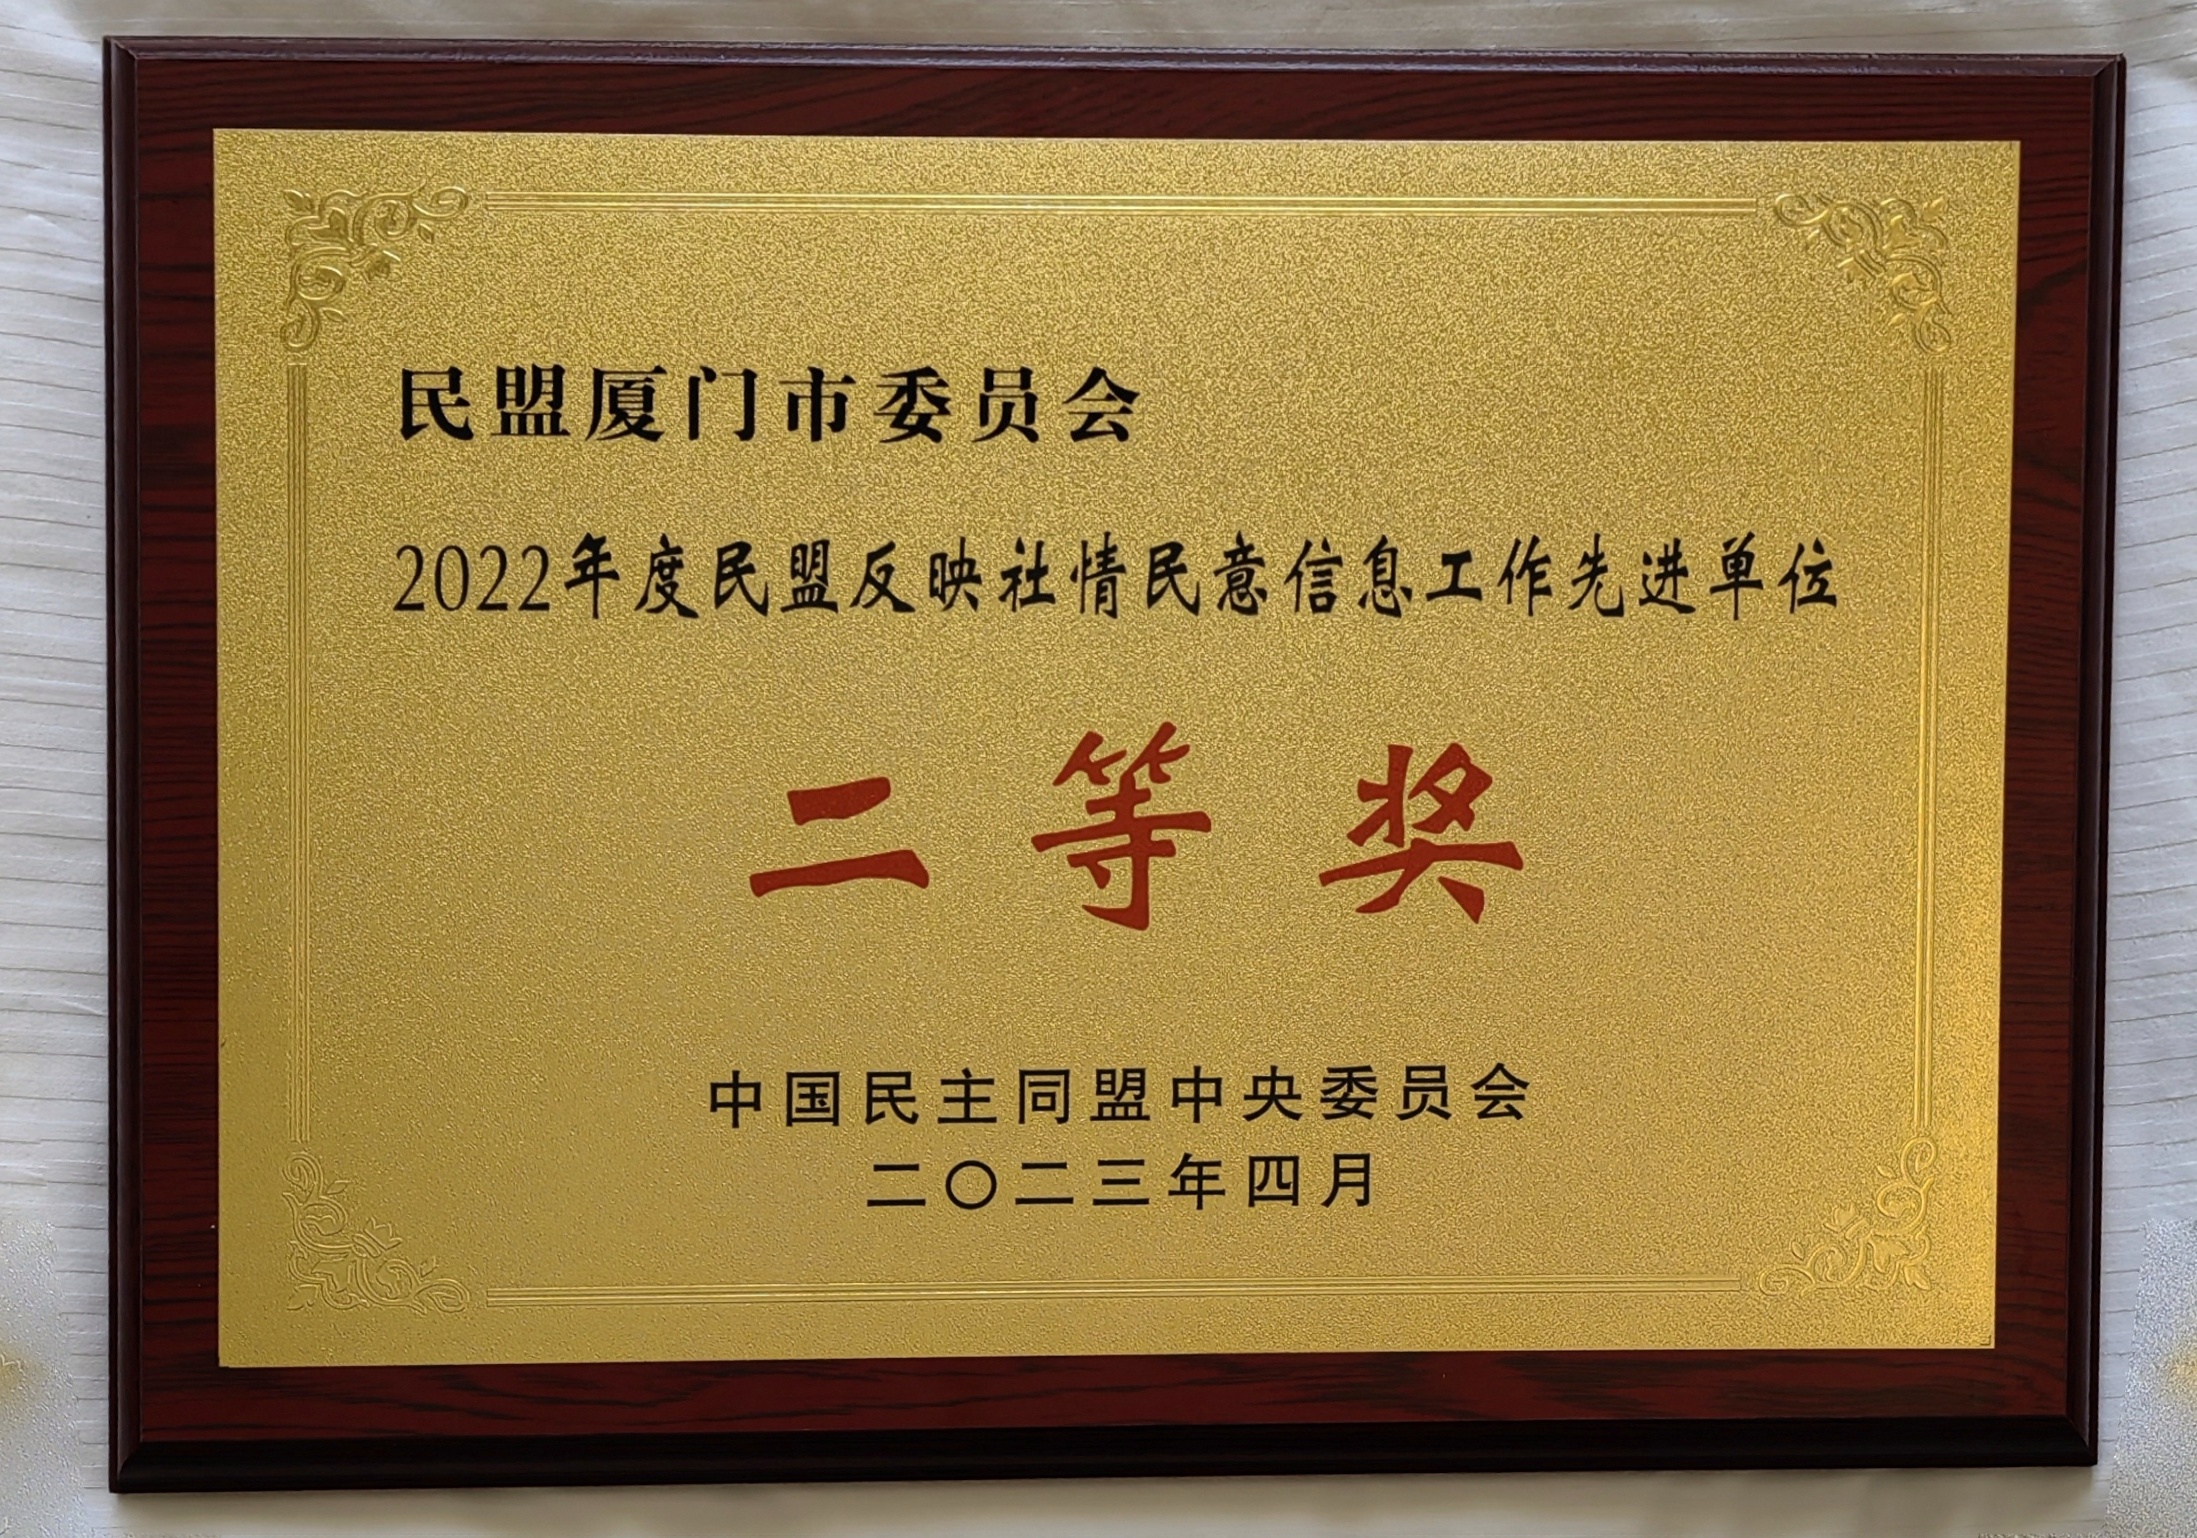 民盟厦门市委员会
2022年度民盟反映社情民意信息工作先进单位
二等奖
中国民主同盟中央委员会
二〇二三年四月